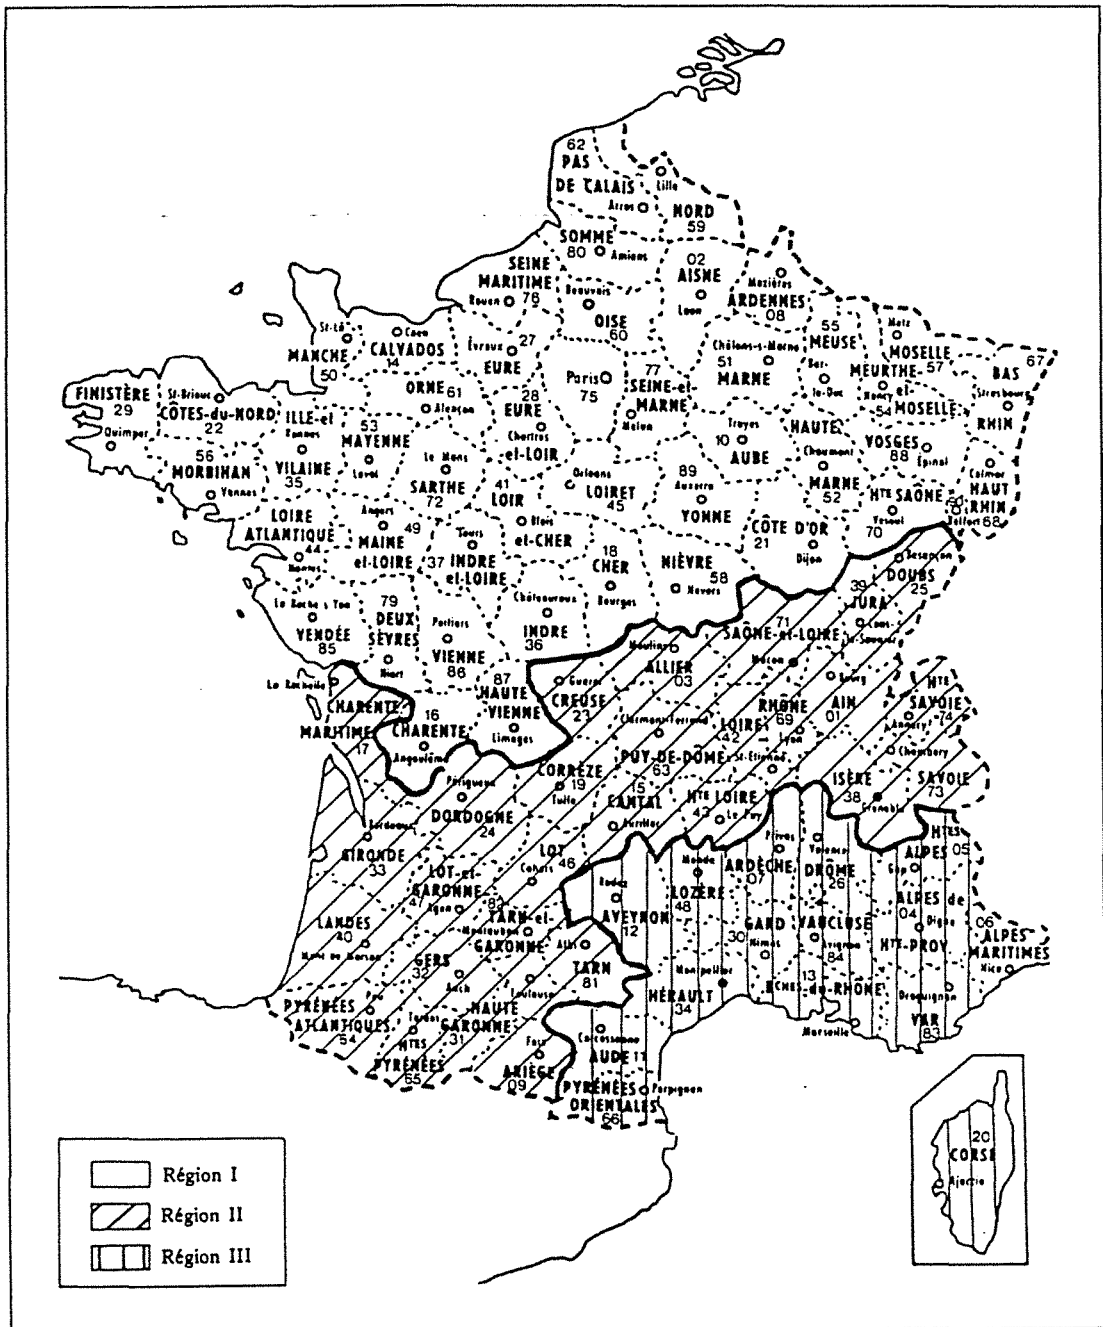 62
PAS
DE CALAIS
Lille
Arras
NORD
59
SOMME
80
Amiens
02
AISNE
Laon
Mezières
ARDENNES
08
SEINE
MARITIME
76
Rouen
Beauvais
OISE
60
St-Lô
MANCHE
50
Caen
CALVADOS
14
Évreux
27
EURE
Paris
75
77
SEINE-et
MARNE
Melun
Châlons-s-Marne
51
MARNE
55
MEUSE
Bar-
le-Duc
Metz
MOSELLE
57
MEURTHE-
et-
Nancy
54
MOSELLE
67
BAS
Strasbourg
RHIN
FINISTÈRE
29
Quimper
St-Brieuc
CÔTES-du-NORD
22
56
MORBIHAN
Vannes
ILLE-et
Rennes
VILAINE
35
53
MAYENNE
Laval
ORNE
61
Alençon
28
EURE
Chartres
et-LOIR
Le Mans
SARTHE
72
41
LOIR
Blois
et-CHER
Orléans
LOIRET
45
Troyes
10
AUBE
HAUTE
Chaumont
MARNE
52
VOSGES
88
Épinal
Colmar
HAUT
RHIN
68
89
Auxerre
YONNE
CÔTE D'OR
21
Dijon
Hte SAÔNE
Vesoul
70
Belfort
LOIRE
ATLANTIQUE
44
Nantes
Angers
49
MAINE
et-LOIRE
Tours
37
INDRE
et-LOIRE
18
CHER
Bourges
NIÈVRE
58
Nevers
Besançon
DOUBS
25
39
JURA
La Roche s Yon
VENDÉE
85
79
DEUX
SÈVRES
Niort
Poitiers
VIENNE
86
Châteauroux
INDRE
36
Moulins
ALLIER
03
71
SAÔNE-et-LOIRE
Macon
Bourg
AIN
01
Hte
SAVOIE
74
Annecy
La Rochelle
CHARENTE
MARITIME
17
16
CHARENTE
Angoulême
87
HAUTE
VIENNE
Limoges
Gueret
CREUSE
23
Clermont-Ferrand
PUY-DE-DÔME
63
LOIRE
42
St-Etienne
RHÔNE
69
Lyon
Chambery
SAVOIE
73
ISÈRE
38
Grenoble
Périgueux
DORDOGNE
24
CORRÈZE
19
Tulle
15
CANTAL
Aurillac
Hte LOIRE
43
Le Puy
Bordeaux
GIRONDE
33
LOT-et-
GARONNE
47
Agen
LOT
46
Cahors
Rodez
AVEYRON
12
Mende
LOZÈRE
48
Privas
ARDÈCHE
07
Valence
DRÔME
26
Htes
ALPES
05
Gap
LANDES
40
Mont de Marsan
82
TARN-et-
Montauban
GARONNE
Albi
TARN
81
GARD
30
Nimes
VAUCLUSE
Avignon
84
ALPES de
04
Digne
Hte-PROV
06
ALPES
MARITIMES
Nice
GERS
32
Auch
Toulouse
HAUTE
GARONNE
31
Montpellier
HÉRAULT
34
13
BCHES-du-RHÔNE
Marseille
Draguignan
VAR
83
PYRÉNÉES
Pau
ATLANTIQUES
64
Tarbes
Htes
PYRÉNÉES
65
Foix
ARIÈGE
09
Carcassonne
AUDE 11
PYRÉNÉES
ORIENTALES
66
Perpignan
20
CORSE
Ajaccio
Région I
Région II
Région III